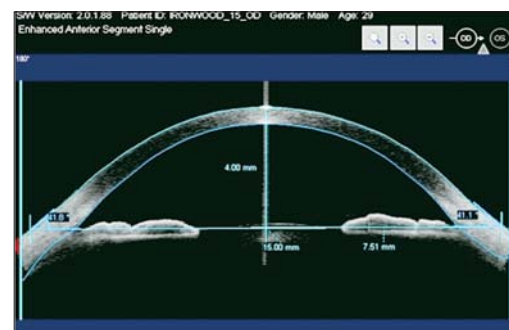 S/W Version: 2.0.1.88 Patient ID: IRONWOOD_15_OD Gender: Male Age: 29
Enhanced Anterior Segment Single
OD OS
180°
4.00 mm
41.6 ° 41.1 °
15.00 mm 7.51 mm